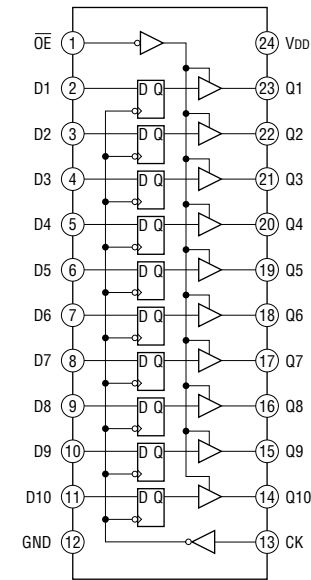 OE 1 24 VDD
D1 2 D Q 23 Q1
D2 3 D Q 22 Q2
D3 4 D Q 21 Q3
D4 5 D Q 20 Q4
D5 6 D Q 19 Q5
D6 7 D Q 18 Q6
D7 8 D Q 17 Q7
D8 9 D Q 16 Q8
D9 10 D Q 15 Q9
D10 11 D Q 14 Q10
GND 12 13 CK